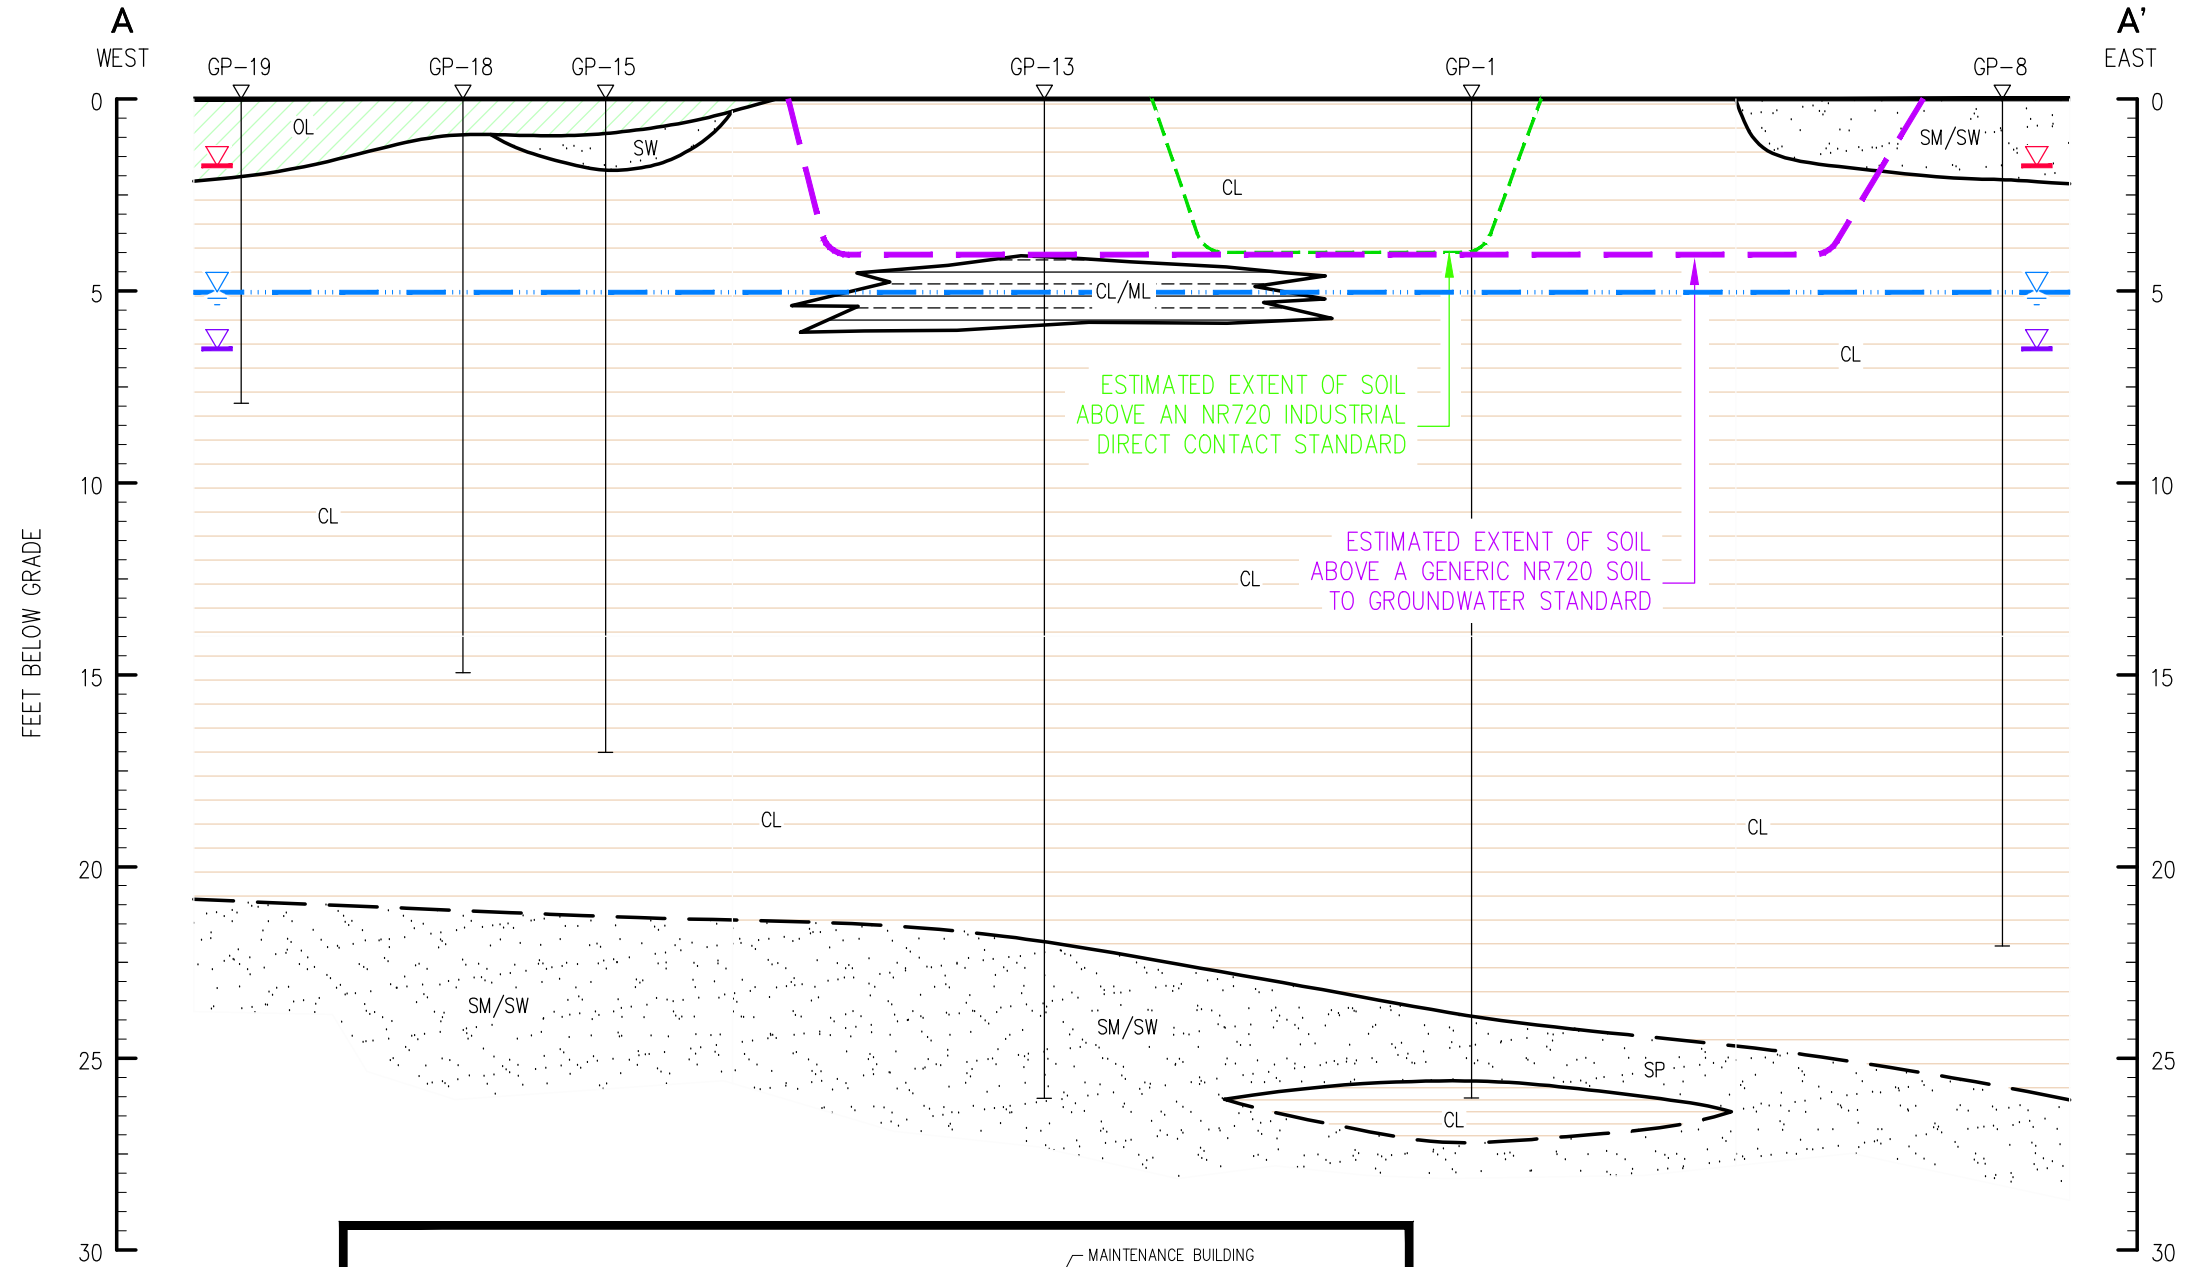 A
A'
WEST
EAST
GP-19
GP-18
GP-15
GP-13
GP-1
GP-8
0
0
OL
SW
SM/SW
CL
5
CL/ML
5
CL
ESTIMATED EXTENT OF SOIL
ABOVE AN NR720 INDUSTRIAL
DIRECT CONTACT STANDARD
10
10
CL
FEET BELOW GRADE
ESTIMATED EXTENT OF SOIL
ABOVE A GENERIC NR720 SOIL
TO GROUNDWATER STANDARD
CL
15
15
CL
CL
20
20
SM/SW
SM/SW
25
SP
25
CL
30
MAINTENANCE BUILDING
30